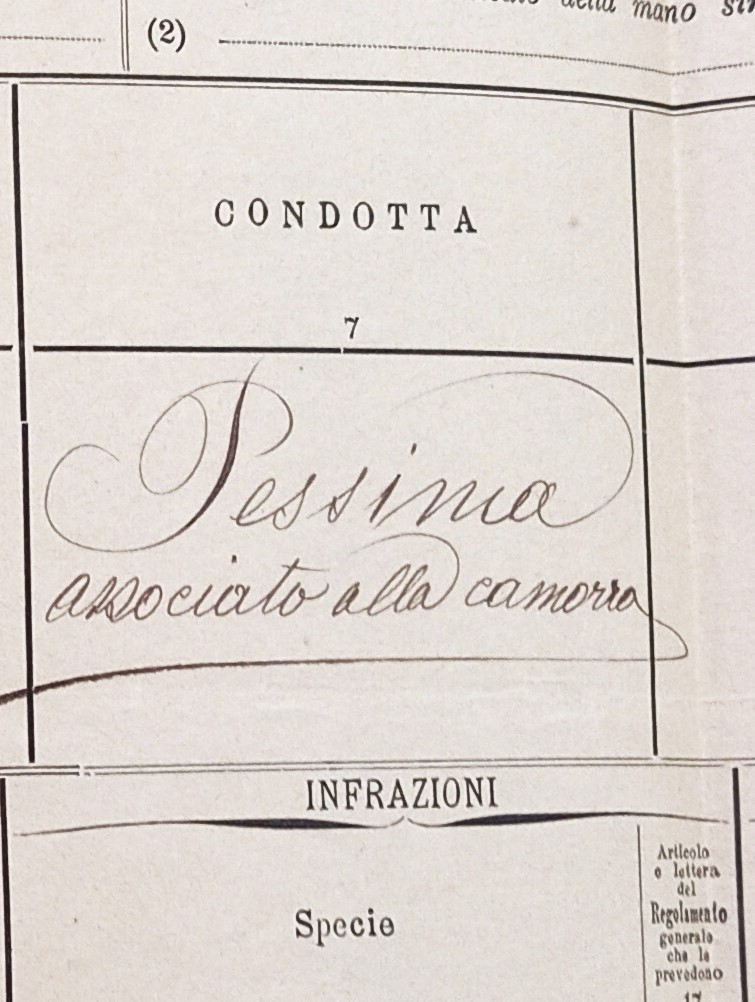 della mano
(2)
CONDOTTA
7
Pessima
associato alla camorra
INFRAZIONI
Specie
Articolo
o lettera
del
Regolamento
generale
che le
prevedono
17